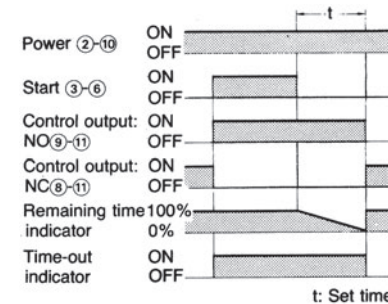 t
Power ②-⑩ ON
OFF
Start ③-⑥ ON
OFF
Control output: ON
NO⑨-⑪ OFF
Control output: ON
NC⑧-⑪ OFF
Remaining time 100%
indicator 0%
Time-out ON
indicator OFF
t: Set time